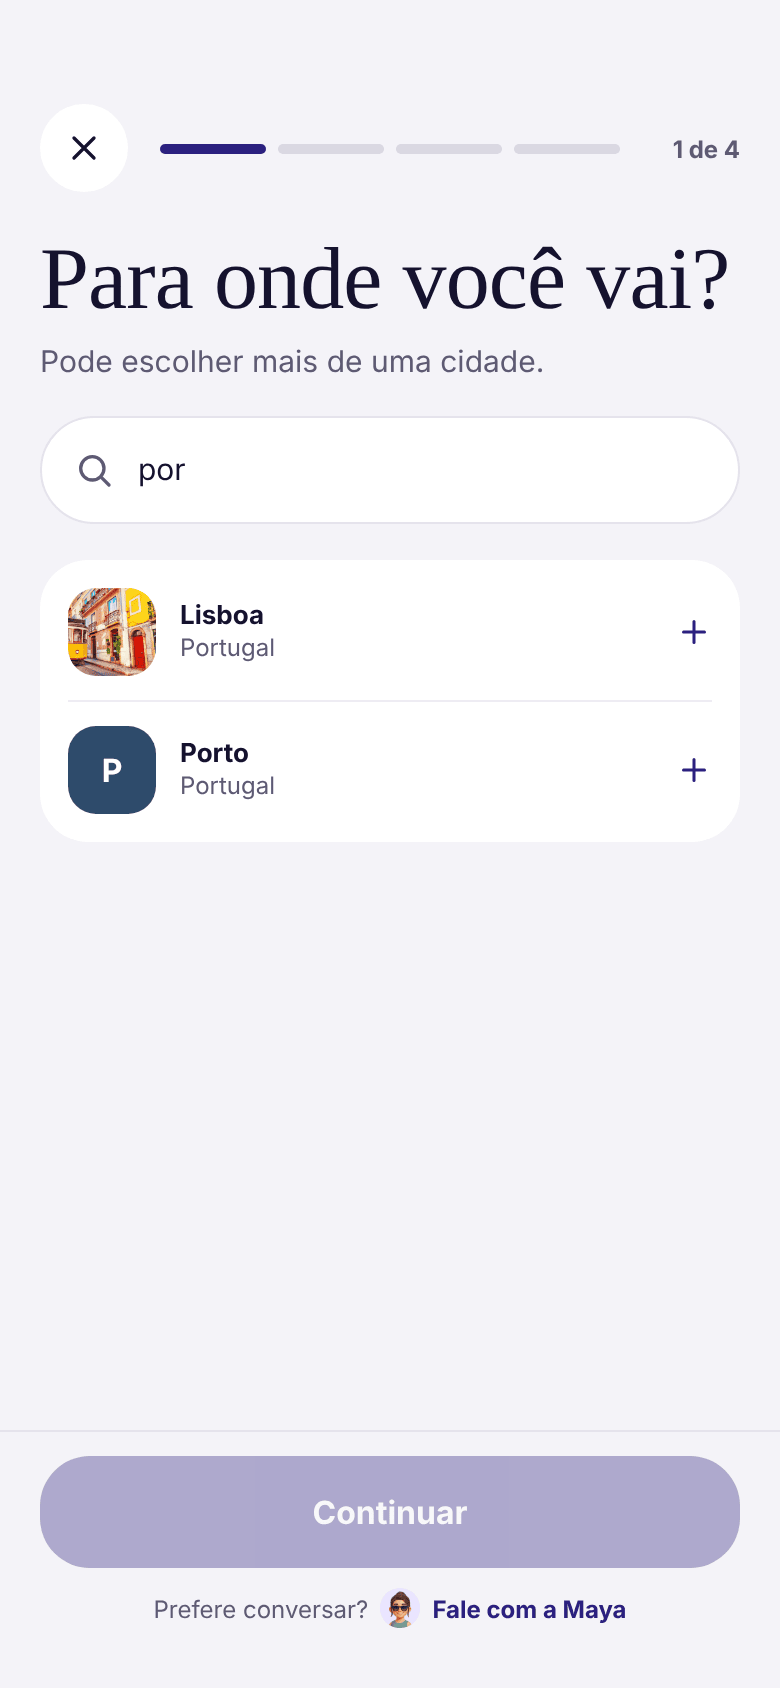 1 de 4
Para onde você vai?
Pode escolher mais de uma cidade.
por
Lisboa
Portugal
P
Porto
Portugal
Continuar
Prefere conversar? Fale com a Maya